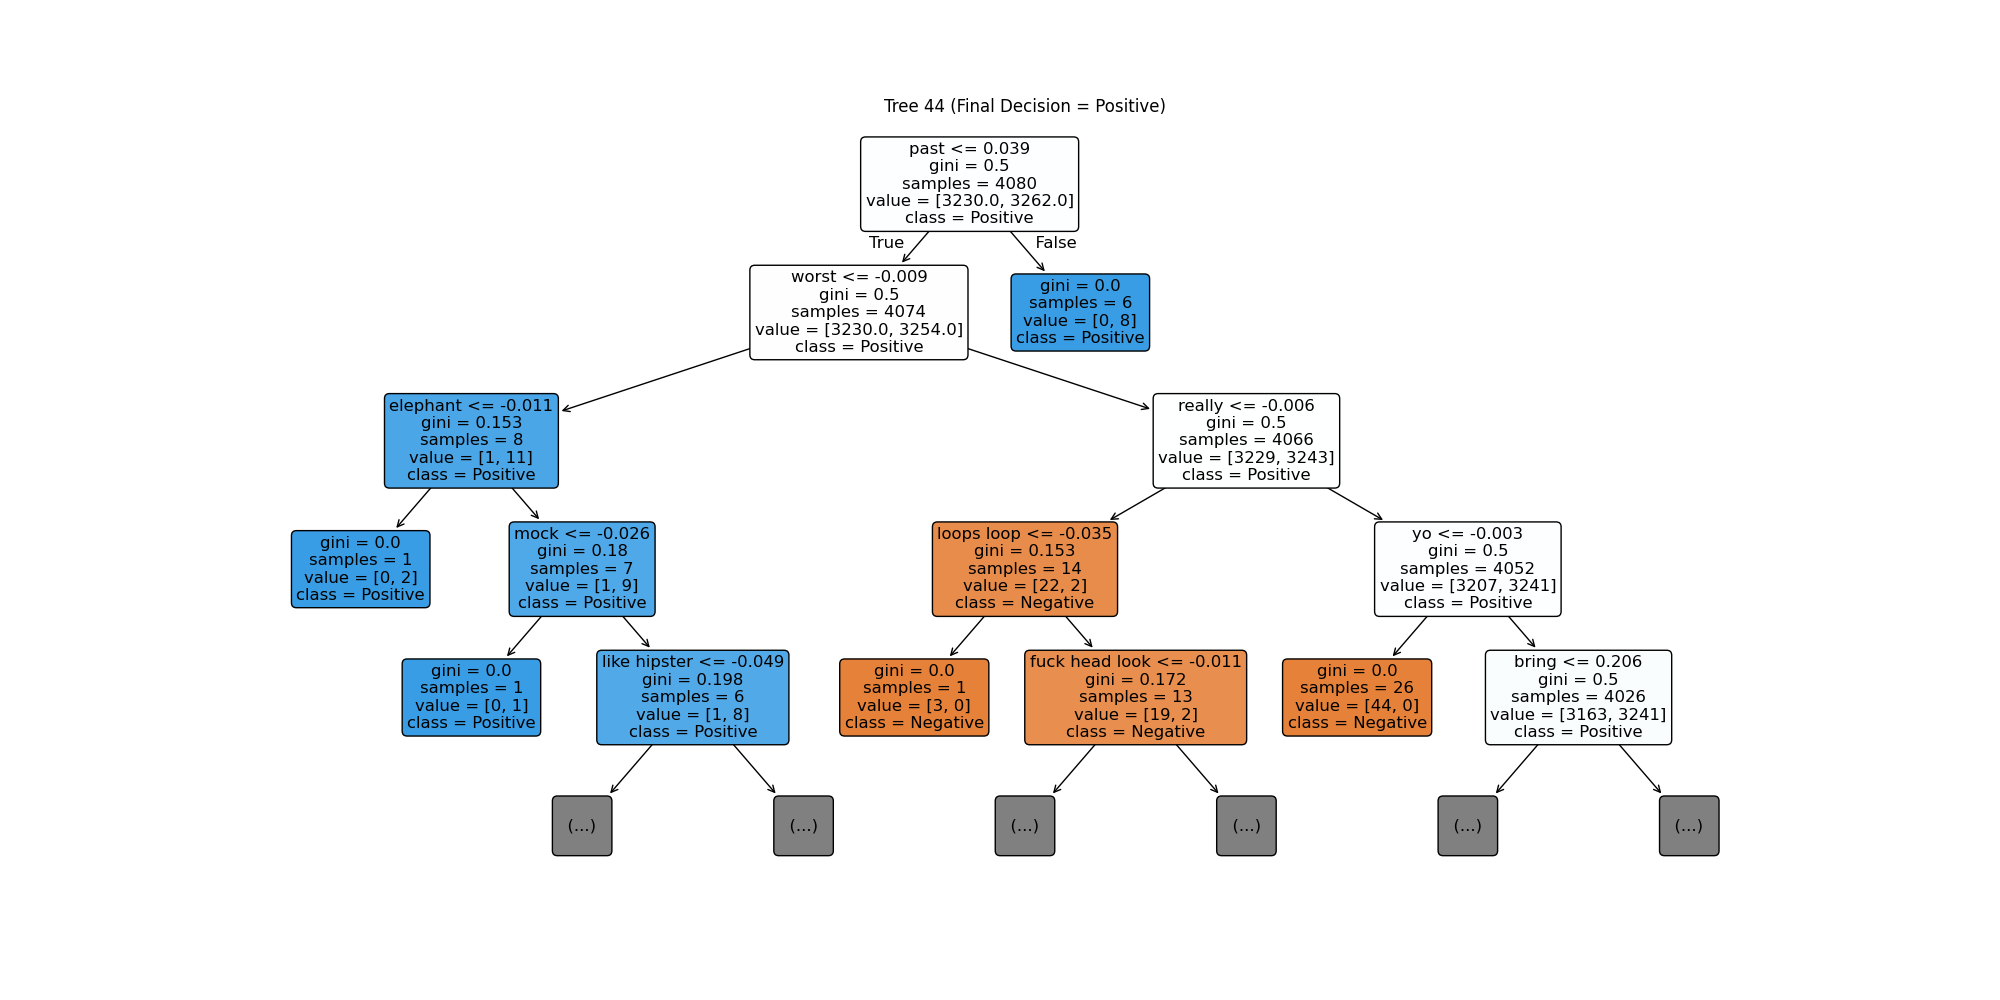 Tree 44 (Final Decision = Positive)
past <= 0.039
gini = 0.5
samples = 4080
value = [3230.0, 3262.0]
class = Positive
True
False
worst <= -0.009
gini = 0.5
samples = 4074
value = [3230.0, 3254.0]
class = Positive
gini = 0.0
samples = 6
value = [0, 8]
class = Positive
elephant <= -0.011
gini = 0.153
samples = 8
value = [1, 11]
class = Positive
really <= -0.006
gini = 0.5
samples = 4066
value = [3229, 3243]
class = Positive
gini = 0.0
samples = 1
value = [0, 2]
class = Positive
mock <= -0.026
gini = 0.18
samples = 7
value = [1, 9]
class = Positive
loops loop <= -0.035
gini = 0.153
samples = 14
value = [22, 2]
class = Negative
yo <= -0.003
gini = 0.5
samples = 4052
value = [3207, 3241]
class = Positive
gini = 0.0
samples = 1
value = [0, 1]
class = Positive
like hipster <= -0.049
gini = 0.198
samples = 6
value = [1, 8]
class = Positive
gini = 0.0
samples = 1
value = [3, 0]
class = Negative
fuck head look <= -0.011
gini = 0.172
samples = 13
value = [19, 2]
class = Negative
gini = 0.0
samples = 26
value = [44, 0]
class = Negative
bring <= 0.206
gini = 0.5
samples = 4026
value = [3163, 3241]
class = Positive
(...)
(...)
(...)
(...)
(...)
(...)